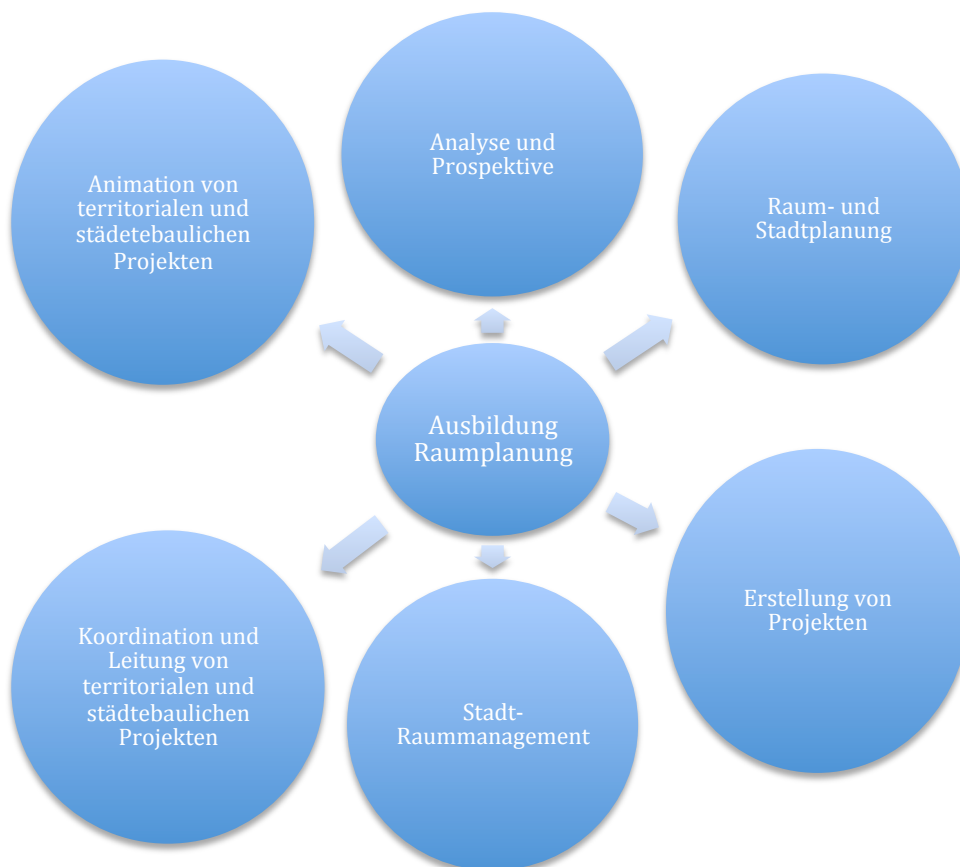 Analyse und
Prospektive
Animation von
territorialen und
städetebaulichen
Projekten
Raum- und
Stadtplanung
Ausbildung
Raumplanung
Erstellung von
Projekten
Koordination und
Leitung von
territorialen und
städtebaulichen
Projekten
Stadt-
Raummanagement